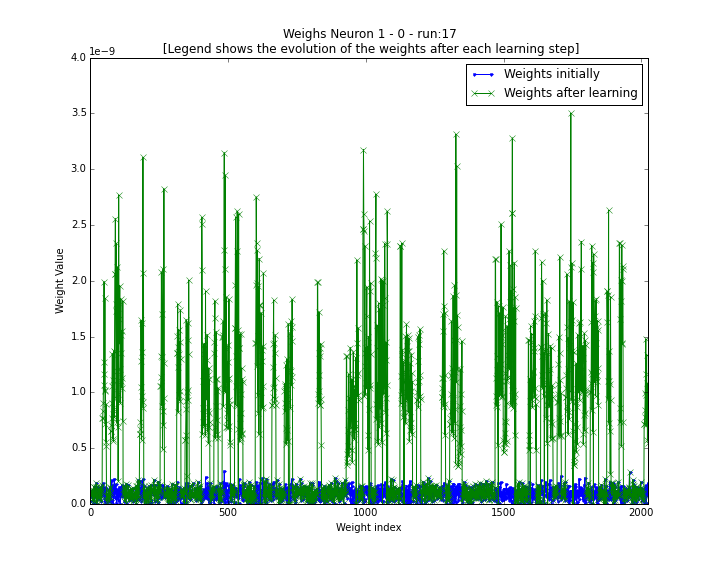 Weighs Neuron 1 - 0 - run:17
[Legend shows the evolution of the weights after each learning step]
1e−9
Weights initially
Weights after learning
4.0
3.5
3.0
2.5
2.0
1.5
1.0
0.5
0.0
Weight Value
0 500 1000 1500 2000
Weight index